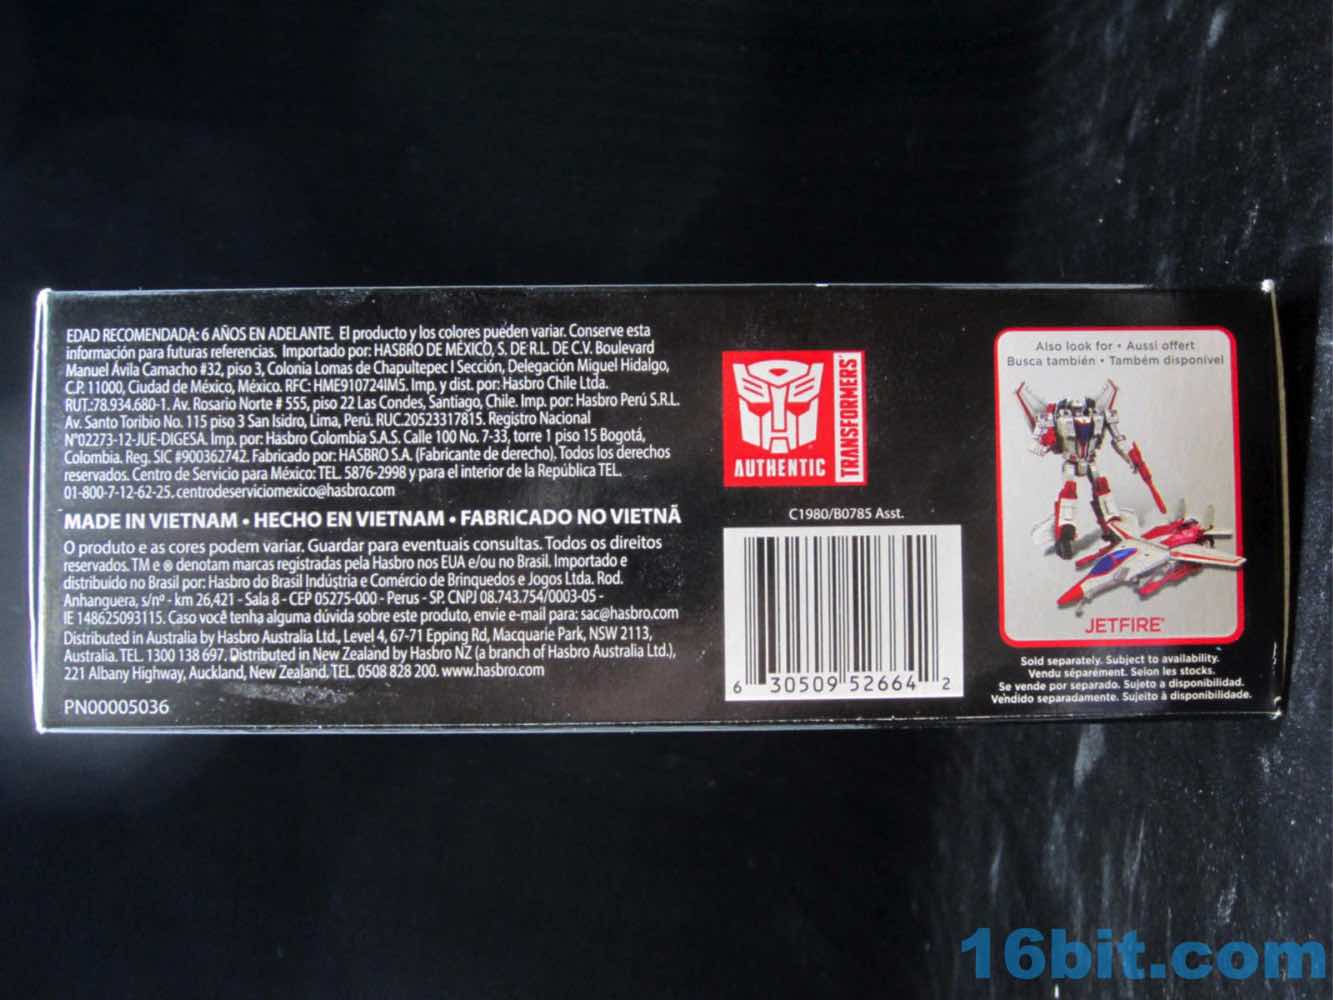 EDAD RECOMENDADA: 6 AÑOS EN ADELANTE. El producto y los colores pueden variar. Conserve esta
información para futuras referencias. Importado por: HASBRO DE MÉXICO, S. DE R.L. DE C.V. Boulevard
Manuel Ávila Camacho #32, piso 3, Colonia Lomas de Chapultepec I Sección, Delegación Miguel Hidalgo,
C.P. 11000, Ciudad de México, México. RFC: HME910724IM5. Imp. y dist. por: Hasbro Chile Ltda.
RUT.:78.934.680-1. Av. Rosario Norte # 555, piso 22 Las Condes, Santiago, Chile. Imp. por: Hasbro Perú S.R.L.
Av. Santo Toribio No. 115 piso 3 San Isidro, Lima, Perú. RUC.20523317815. Registro Nacional
N°02273-12-JUE-DIGESA. Imp. por: Hasbro Colombia S.A.S. Calle 100 No. 7-33, torre 1 piso 15 Bogotá,
Colombia. Reg. SIC #900362742. Fabricado por: HASBRO S.A. (Fabricante de derecho). Todos los derechos
reservados. Centro de Servicio para México: TEL. 5876-2998 y para el interior de la República TEL.
01-800-7-12-62-25. centrodeserviciomexico@hasbro.com
MADE IN VIETNAM • HECHO EN VIETNAM • FABRICADO NO VIETNÃ
O produto e as cores podem variar. Guardar para eventuais consultas. Todos os direitos
reservados. TM e ® denotam marcas registradas pela Hasbro nos EUA e/ou no Brasil. Importado e
distribuído no Brasil por: Hasbro do Brasil Indústria e Comércio de Brinquedos e Jogos Ltda. Rod.
Anhanguera, s/nº - km 26,421 - Sala 8 - CEP 05275-000 - Perus - SP. CNPJ 08.743.754/0003-05 -
IE 148625093115. Caso você tenha alguma dúvida sobre este produto, envie e-mail para: sac@hasbro.com
Distributed in Australia by Hasbro Australia Ltd., Level 4, 67-71 Epping Rd, Macquarie Park, NSW 2113,
Australia. TEL. 1300 138 697. Distributed in New Zealand by Hasbro NZ (a branch of Hasbro Australia Ltd.),
221 Albany Highway, Auckland, New Zealand. TEL. 0508 828 200. www.hasbro.com
PN00005036
AUTHENTIC
TRANSFORMERS
C1980/B0785 Asst.
6 30509 52664 2
Also look for • Aussi offert
Busca también • Também disponível
JETFIRE
Sold separately. Subject to availability.
Vendu séparément. Selon les stocks.
Se vende por separado. Sujeto a disponibilidad.
Vendido separadamente. Sujeito à disponibilidade.
16bit.com